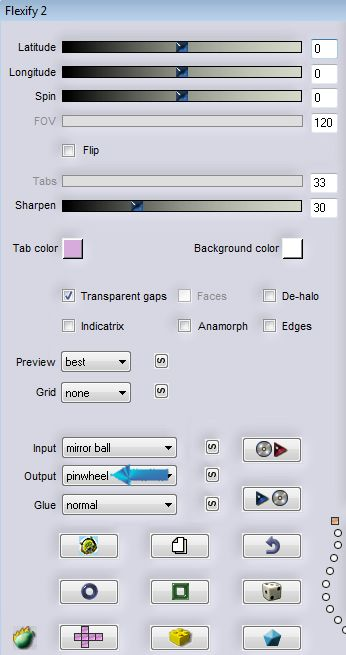 Flexify 2
Latitude 0
Longitude 0
Spin 0
FOV 120
Flip
Tabs 33
Sharpen 30
Tab color Background color
Transparent gaps Faces De-halo
Indicatrix Anamorph Edges
Preview best S
Grid none S
Input mirror ball S
Output pinwheel S
Glue normal S